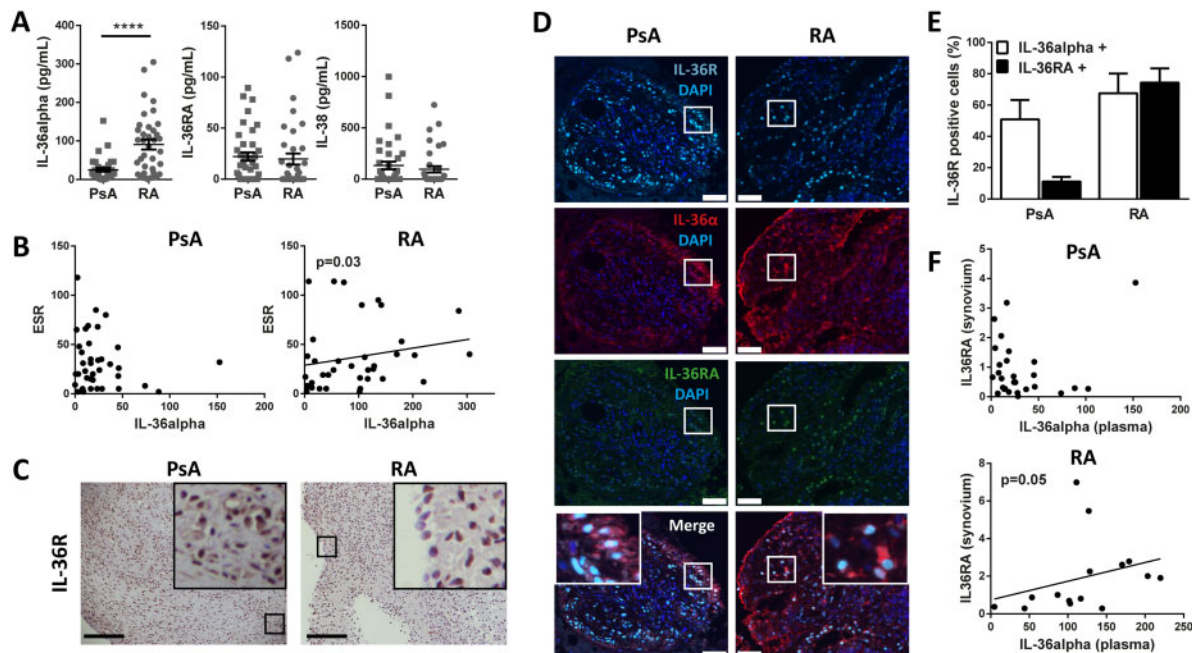 A
****
IL-36alpha (pg/mL)
400
300
200
100
0
PsA RA
IL-36RA (pg/mL)
150
100
50
0
PsA RA
IL-38 (pg/mL)
1500
1000
500
0
PsA RA
B
PsA
ESR
150
100
50
0
0 50 100 150 200
IL-36alpha
RA
p=0.03
ESR
150
100
50
0
0 100 200 300
IL-36alpha
C
PsA RA
IL-36R
D
PsA RA
IL-36R
DAPI
IL-36α
DAPI
IL-36RA
DAPI
Merge
E
IL-36R positive cells (%)
100
80
60
40
20
0
IL-36alpha +
IL-36RA +
PsA RA
F
PsA
IL36RA (synovium)
5
4
3
2
1
0
0 50 100 150 200
IL-36alpha (plasma)
RA
p=0.05
IL36RA (synovium)
8
6
4
2
0
0 50 100 150 200 250
IL-36alpha (plasma)